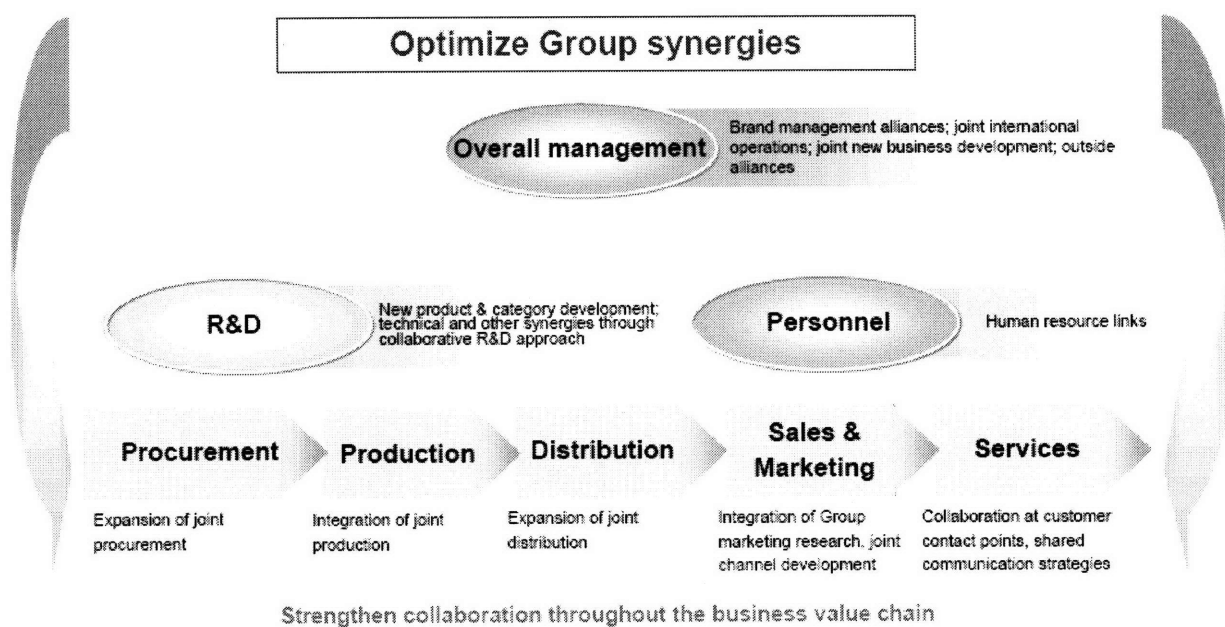 Optimize Group synergies
Overall management
Brand management alliances; joint international
operations; joint new business development; outside
alliances
R&D
New product & category development;
technical and other synergies through
collaborative R&D approach
Personnel
Human resource links
Procurement
Production
Distribution
Sales &
Marketing
Services
Expansion of joint
procurement
Integration of joint
production
Expansion of joint
distribution
Integration of Group
marketing research, joint
channel development
Collaboration at customer
contact points, shared
communication strategies
Strengthen collaboration throughout the business value chain